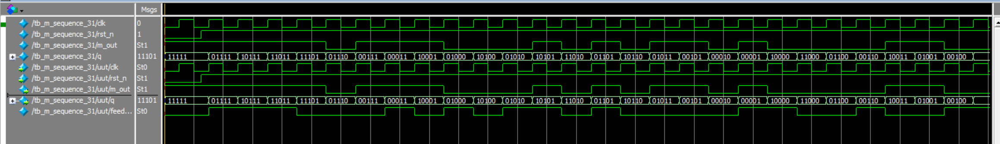 Msgs
/tb_m_sequence_31/clk 0
/tb_m_sequence_31/rst_n 1
/tb_m_sequence_31/m_out St1
/tb_m_sequence_31/q 11101 11111 01111 10111 11011 11101 01110 00111 00011 10001 01000 10100 01010 10101 11010 01101 10110 01011 00101 00010 00001 10000 11000 01100 00110 10011 01001 00100
/tb_m_sequence_31/uut/clk St0
/tb_m_sequence_31/uut/rst_n St1
/tb_m_sequence_31/uut/m_out St1
/tb_m_sequence_31/uut/q 11101 11111 01111 10111 11011 11101 01110 00111 00011 10001 01000 10100 01010 10101 11010 01101 10110 01011 00101 00010 00001 10000 11000 01100 00110 10011 01001 00100
/tb_m_sequence_31/uut/feed... St0